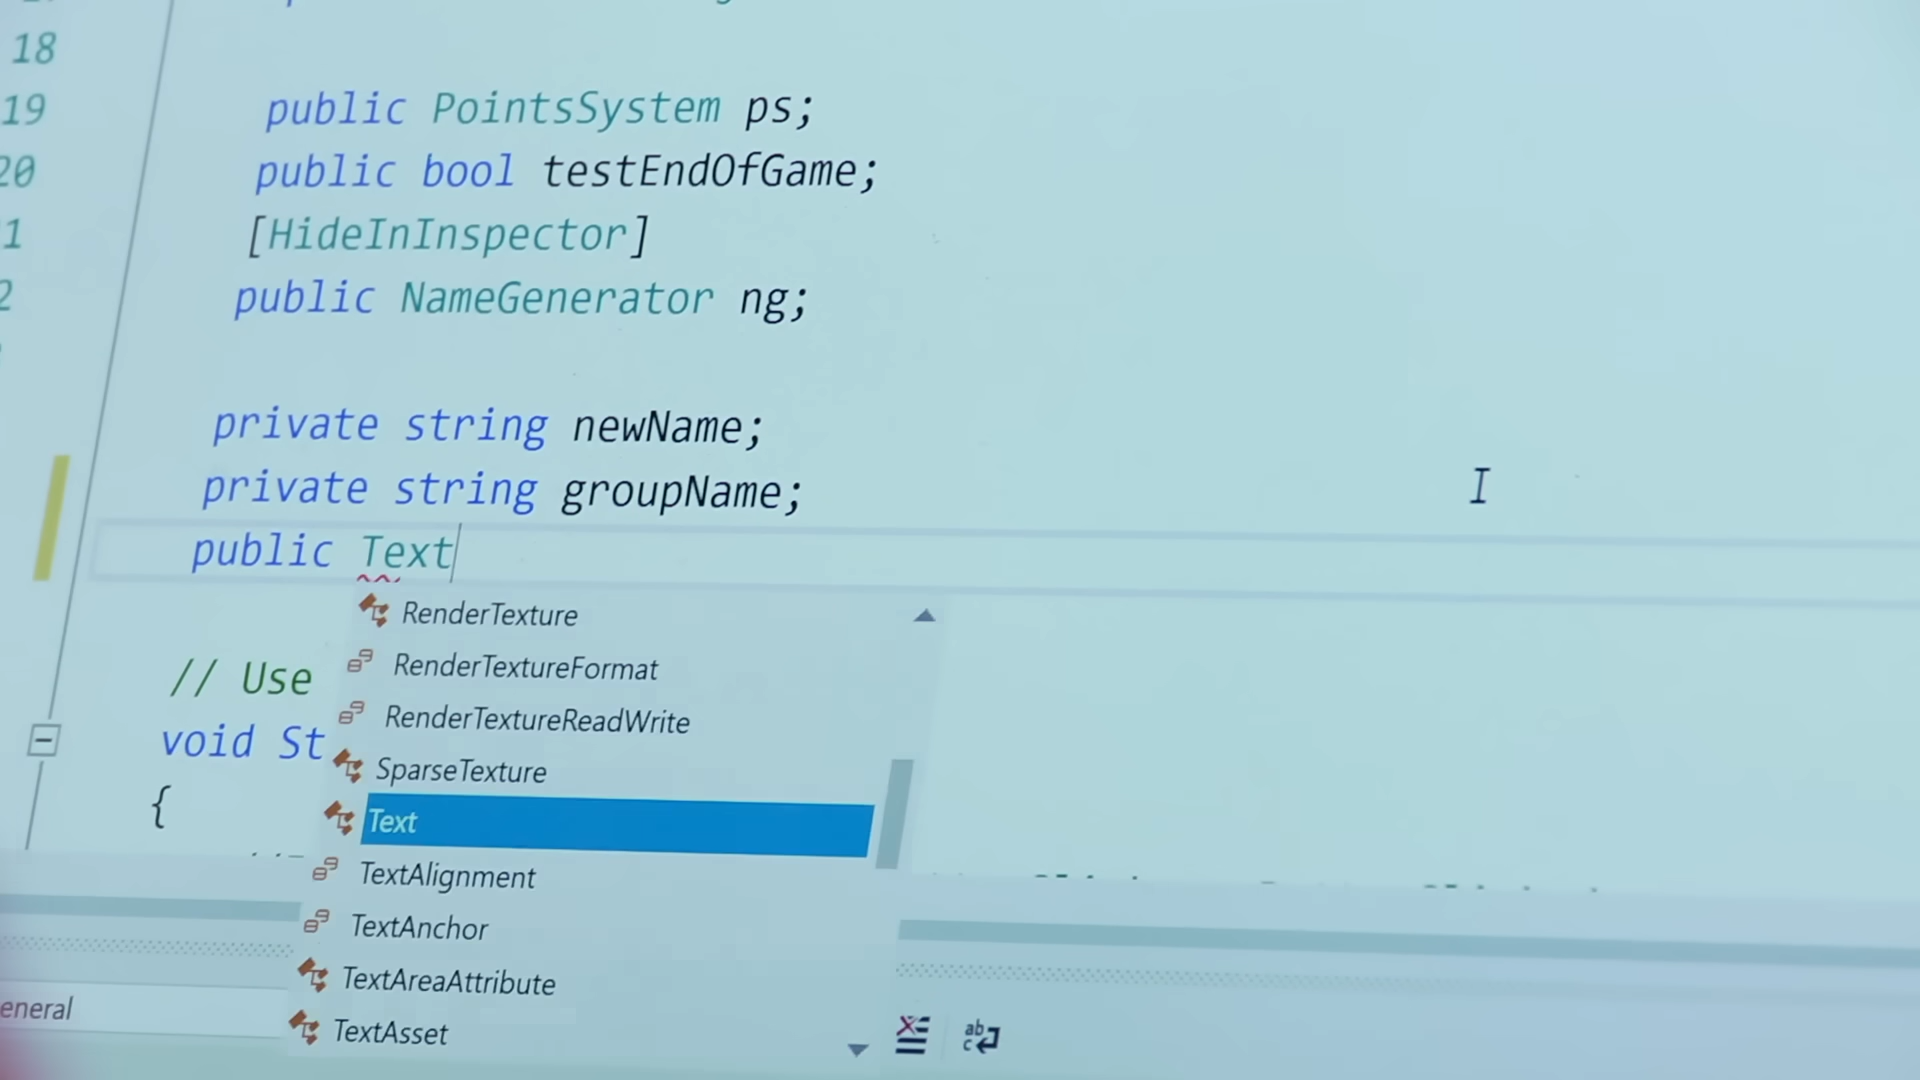 18
19 public PointsSystem ps;
20 public bool testEndOfGame;
1 [HideInInspector]
2 public NameGenerator ng;
private string newName;
private string groupName;
public Text
RenderTexture
// Use
RenderTextureFormat
RenderTextureReadWrite
void St
SparseTexture
{
Text
TextAlignment
TextAnchor
TextAreaAttribute
eneral
TextAsset